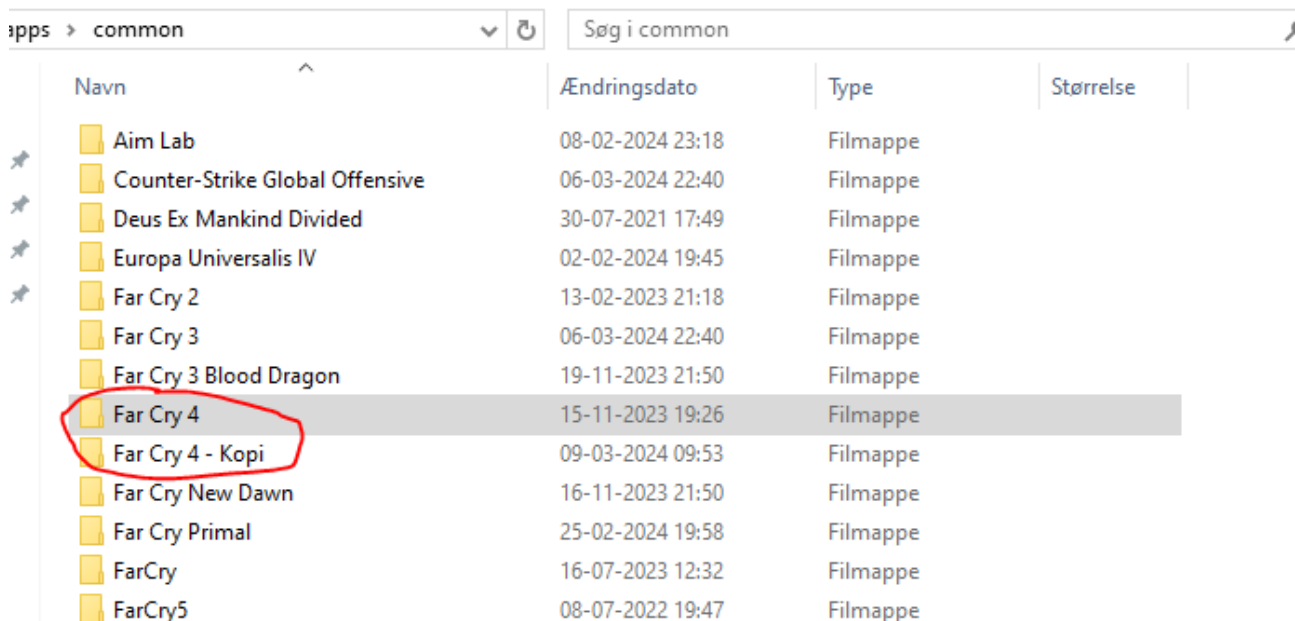 apps > common Søg i common
Navn Ændringsdato Type Størrelse
Aim Lab 08-02-2024 23:18 Filmappe
Counter-Strike Global Offensive 06-03-2024 22:40 Filmappe
Deus Ex Mankind Divided 30-07-2021 17:49 Filmappe
Europa Universalis IV 02-02-2024 19:45 Filmappe
Far Cry 2 13-02-2023 21:18 Filmappe
Far Cry 3 06-03-2024 22:40 Filmappe
Far Cry 3 Blood Dragon 19-11-2023 21:50 Filmappe
Far Cry 4 15-11-2023 19:26 Filmappe
Far Cry 4 - Kopi 09-03-2024 09:53 Filmappe
Far Cry New Dawn 16-11-2023 21:50 Filmappe
Far Cry Primal 25-02-2024 19:58 Filmappe
FarCry 16-07-2023 12:32 Filmappe
FarCry5 08-07-2022 19:47 Filmappe